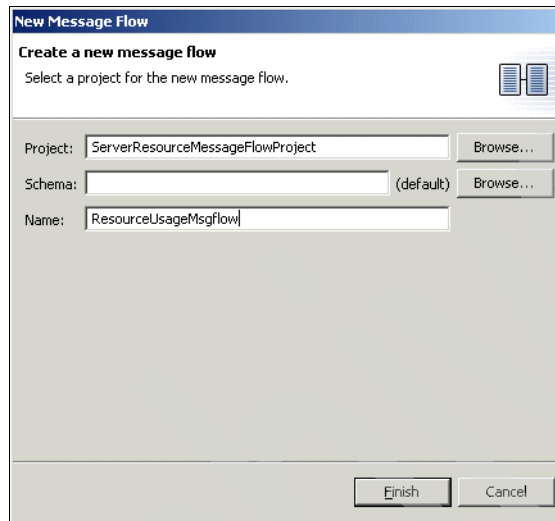 New Message Flow
Create a new message flow
Select a project for the new message flow.
Project: ServerResourceMessageFlowProject Browse...
Schema: (default) Browse...
Name: ResourceUsageMsgflow
Finish Cancel